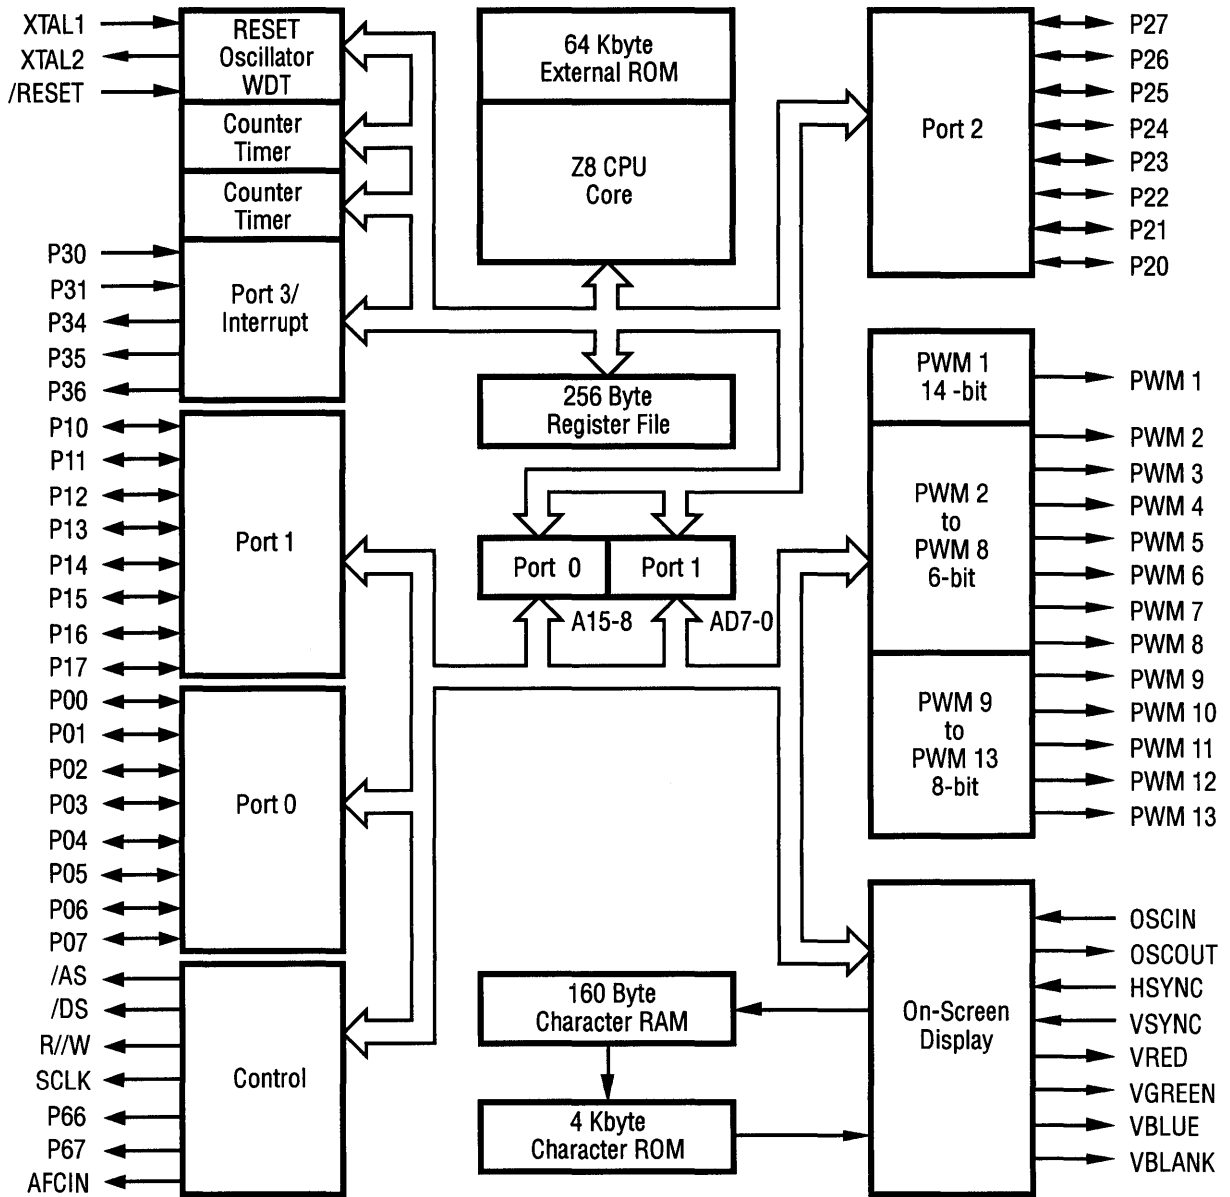 XTAL1
XTAL2
/RESET
RESET
Oscillator
WDT
Counter
Timer
Counter
Timer
P30
P31
P34
P35
P36
Port 3/
Interrupt
P10
P11
P12
P13
P14
P15
P16
P17
Port 1
P00
P01
P02
P03
P04
P05
P06
P07
Port 0
/AS
/DS
R//W
SCLK
P66
P67
AFCIN
Control
64 Kbyte
External ROM
Z8 CPU
Core
256 Byte
Register File
Port 0
Port 1
A15-8
AD7-0
160 Byte
Character RAM
4 Kbyte
Character ROM
Port 2
P27
P26
P25
P24
P23
P22
P21
P20
PWM 1
14 -bit
PWM 2
to
PWM 8
6-bit
PWM 9
to
PWM 13
8-bit
PWM 1
PWM 2
PWM 3
PWM 4
PWM 5
PWM 6
PWM 7
PWM 8
PWM 9
PWM 10
PWM 11
PWM 12
PWM 13
On-Screen
Display
OSCIN
OSCOUT
HSYNC
VSYNC
VRED
VGREEN
VBLUE
VBLANK